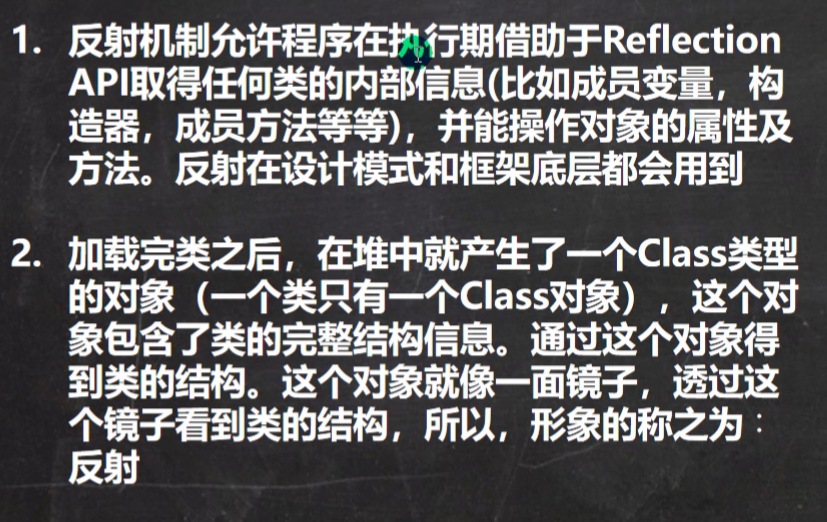 1. 反射机制允许程序在执行期借助于Reflection
API取得任何类的内部信息(比如成员变量，构
造器，成员方法等等)，并能操作对象的属性及
方法。反射在设计模式和框架底层都会用到
2. 加载完类之后，在堆中就产生了一个Class类型
的对象（一个类只有一个Class对象），这个对
象包含了类的完整结构信息。通过这个对象得
到类的结构。这个对象就像一面镜子，透过这
个镜子看到类的结构，所以，形象的称之为：
反射